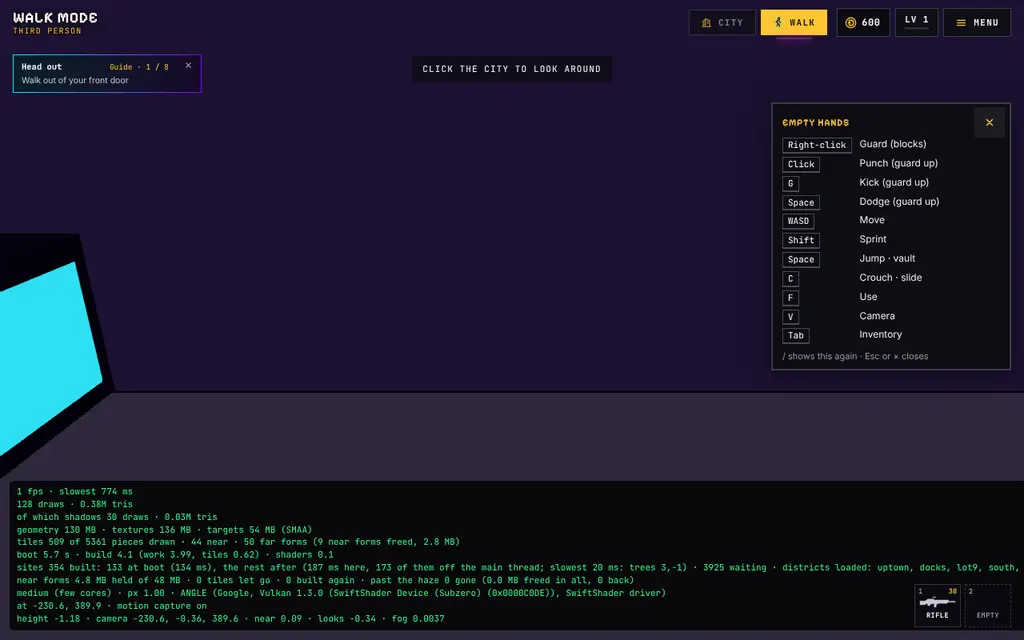 WALK MODE
THIRD PERSON
CITY
WALK
600
LV 1
MENU
Head out
Guide · 1 / 8
×
Walk out of your front door
CLICK THE CITY TO LOOK AROUND
EMPTY HANDS
×
Right-click Guard (blocks)
Click Punch (guard up)
G Kick (guard up)
Space Dodge (guard up)
WASD Move
Shift Sprint
Space Jump · vault
C Crouch · slide
F Use
V Camera
Tab Inventory
/ shows this again · Esc or × closes
1 fps · slowest 774 ms
128 draws · 0.38M tris
of which shadows 30 draws · 0.03M tris
geometry 130 MB · textures 136 MB · targets 54 MB (SMAA)
tiles 509 of 5361 pieces drawn · 44 near · 50 far forms (9 near forms freed, 2.8 MB)
boot 5.7 s · build 4.1 (work 3.99, tiles 0.62) · shaders 0.1
sites 354 built: 133 at boot (134 ms), the rest after (187 ms here, 173 of them off the main thread; slowest 20 ms: trees 3,-1) · 3925 waiting · districts loaded: uptown, docks, lot9, south,
near forms 4.8 MB held of 48 MB · 0 tiles let go · 0 built again · past the haze 0 gone (0.0 MB freed in all, 0 back)
medium (few cores) · px 1.00 · ANGLE (Google, Vulkan 1.3.0 (SwiftShader Device (Subzero) (0x0000C0DE)), SwiftShader driver)
at -230.6, 389.9 · motion capture on
height -1.18 · camera -230.6, -0.36, 389.6 · near 0.09 · looks -0.34 · fog 0.0037
1 30
RIFLE
2
EMPTY